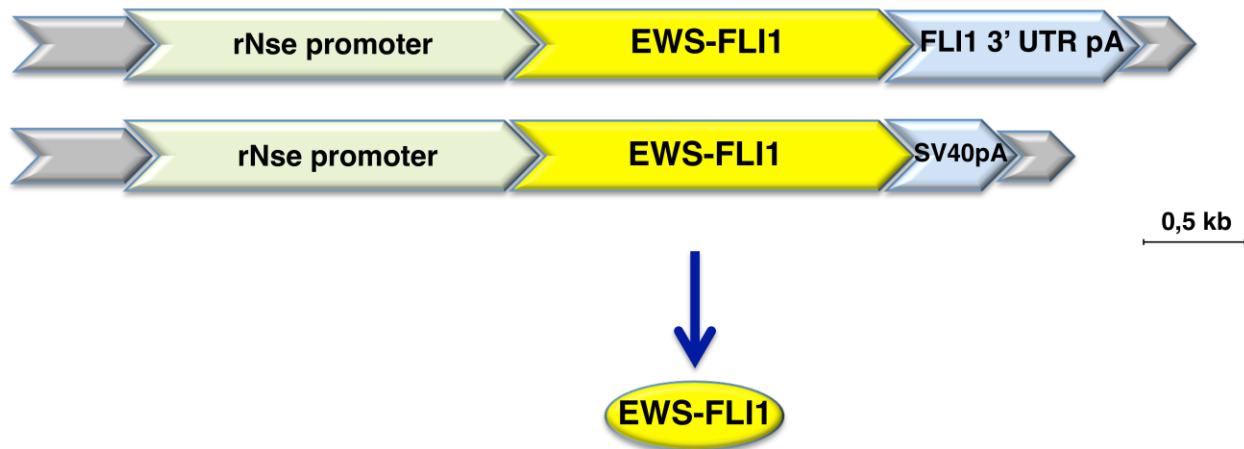 rNse promoter EWS-FLI1 FLI1 3’ UTR pA
rNse promoter EWS-FLI1 SV40pA
0,5 kb
EWS-FLI1